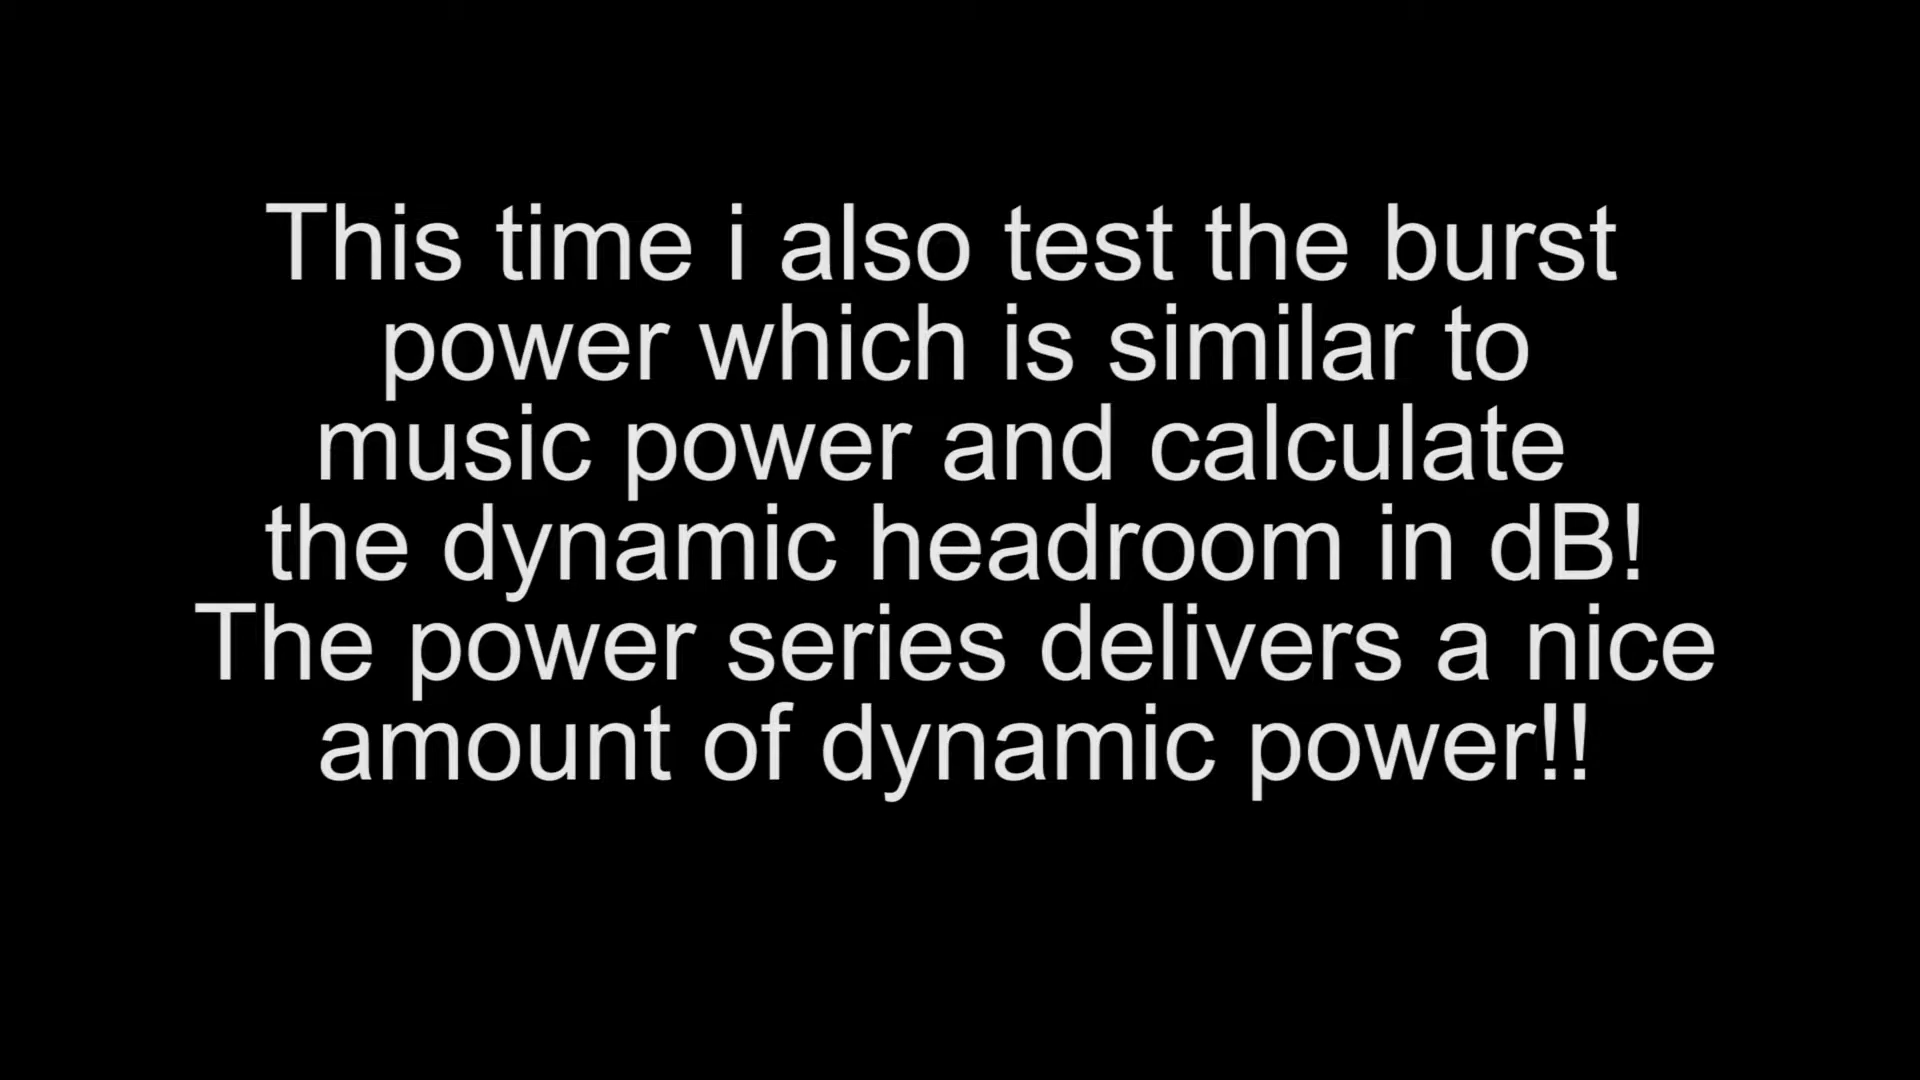 This time i also test the burst
power which is similar to
music power and calculate
the dynamic headroom in dB!
The power series delivers a nice
amount of dynamic power!!